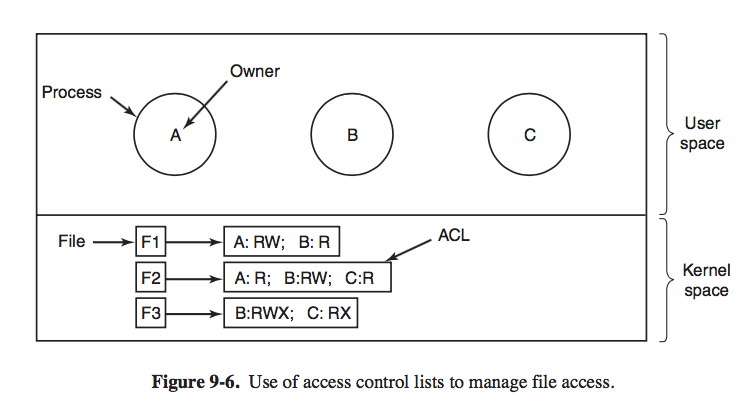 Owner
Process
A
B
C
User
space
File
F1
A: RW; B: R
ACL
F2
A: R; B:RW; C:R
F3
B:RWX; C: RX
Kernel
space
Figure 9-6. Use of access control lists to manage file access.